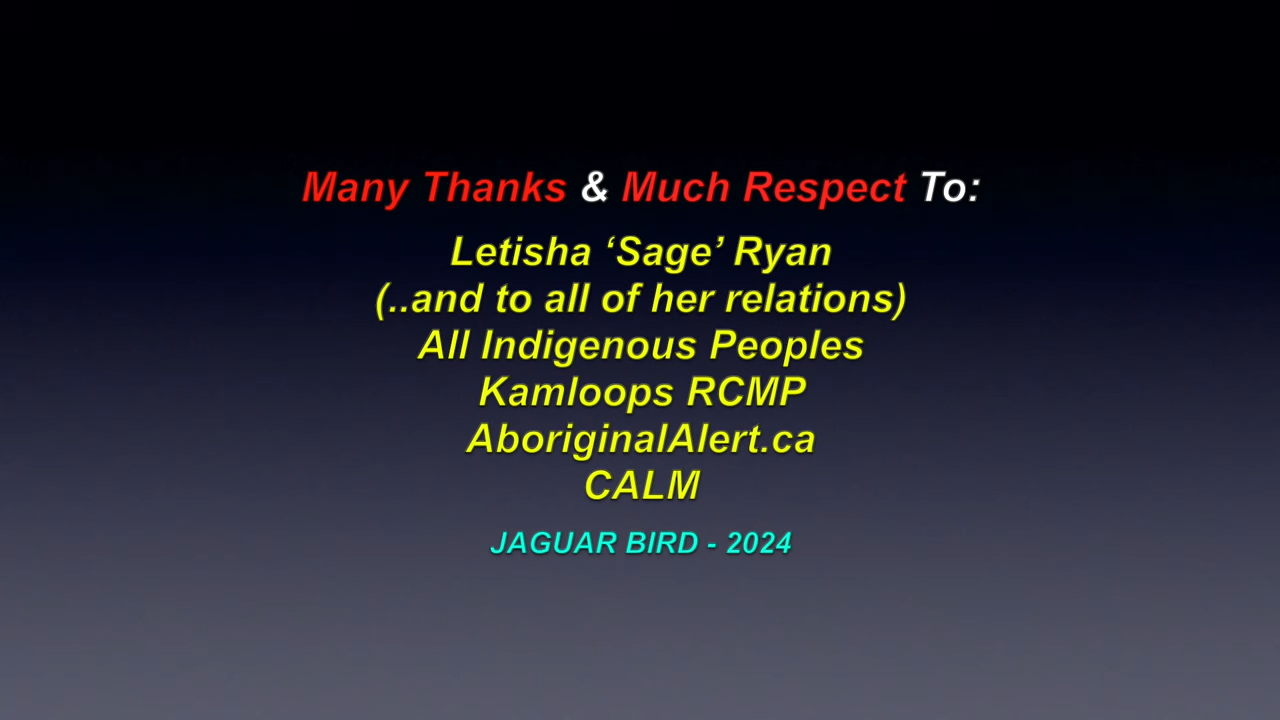 Many Thanks & Much Respect To:
Letisha ‘Sage’ Ryan
(..and to all of her relations)
All Indigenous Peoples
Kamloops RCMP
AboriginalAlert.ca
CALM
JAGUAR BIRD - 2024